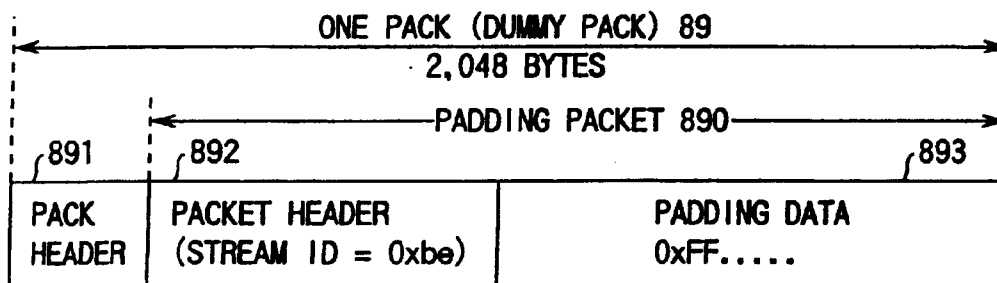 ONE PACK (DUMMY PACK) 89
2,048 BYTES
PADDING PACKET 890
891
892
893
PACK
HEADER
PACKET HEADER
(STREAM ID = 0xbe)
PADDING DATA
0xFF.....